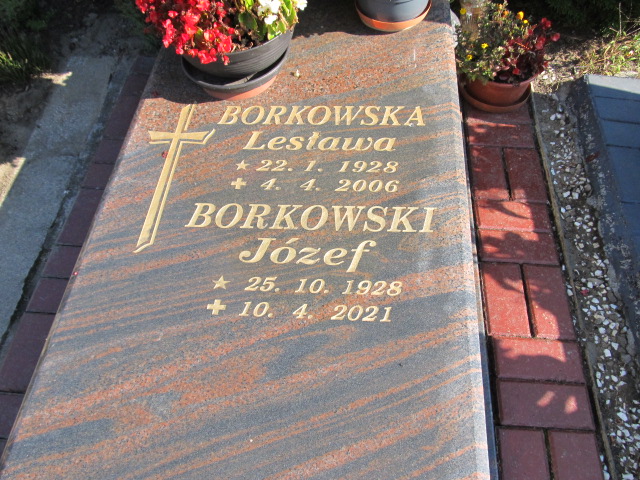 BORKOWSKA
Lesława
★ 22. 1. 1928
✚ 4. 4. 2006
BORKOWSKI
Józef
★ 25. 10. 1928
✚ 10. 4. 2021